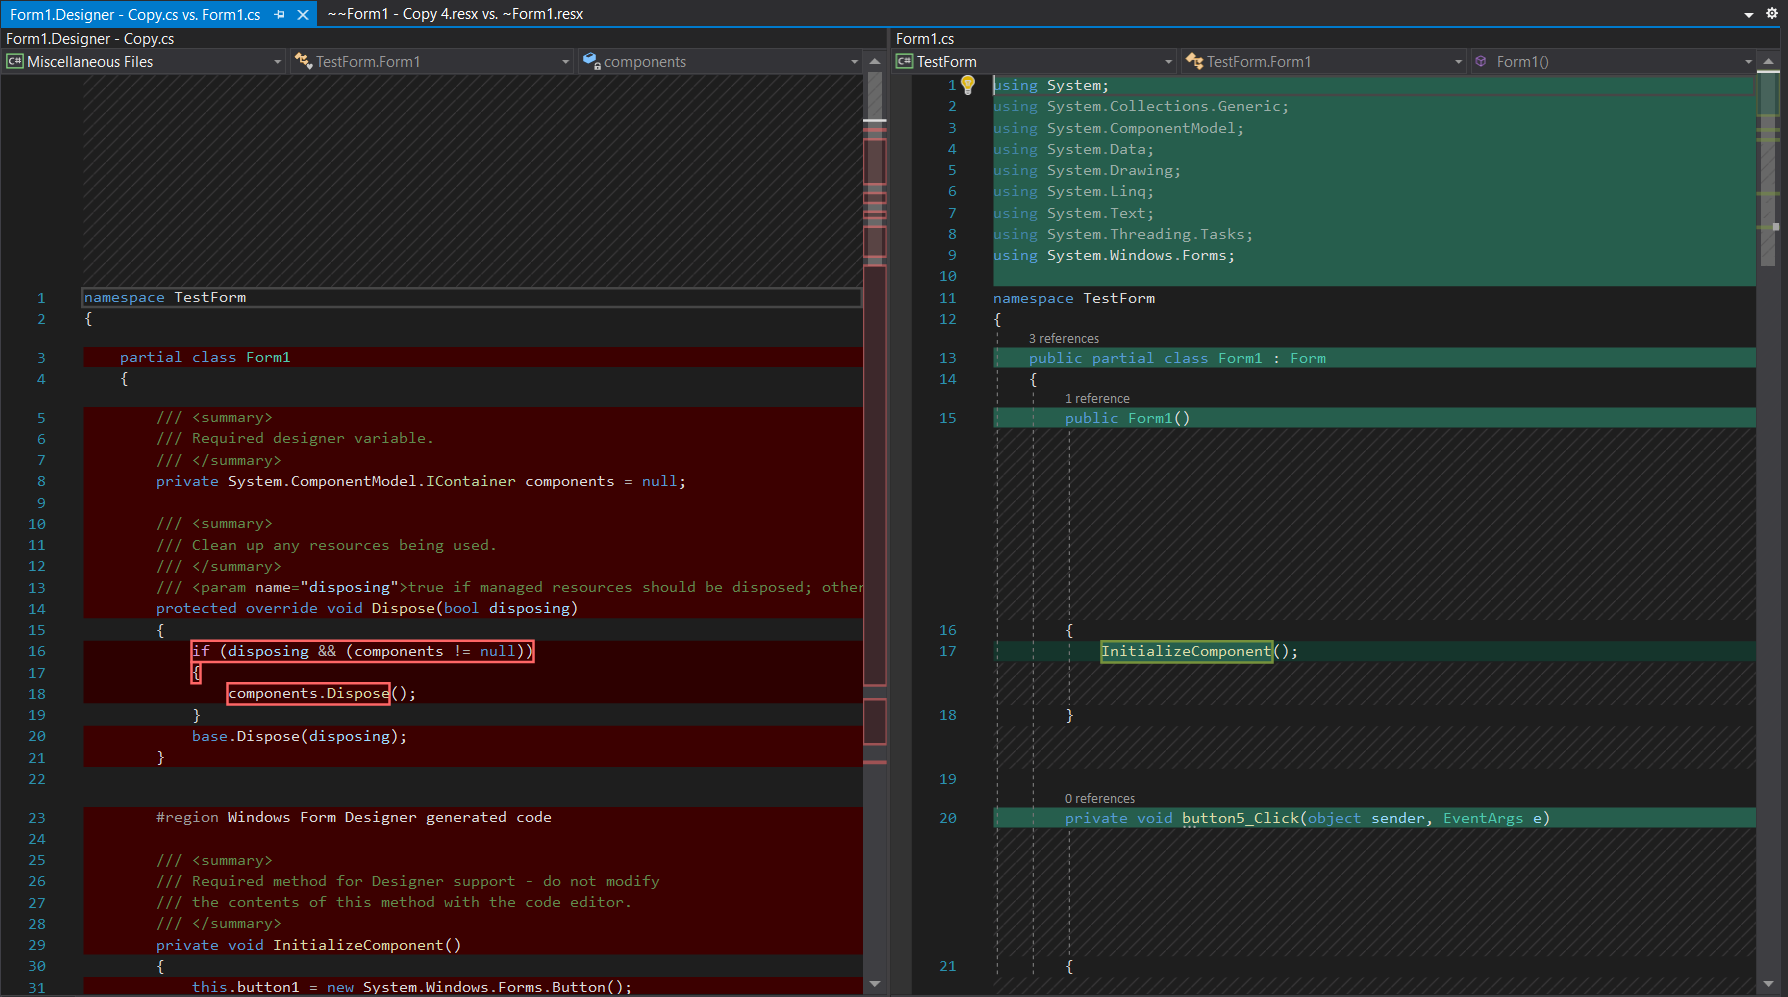 Form1.Designer - Copy.cs vs. Form1.cs
~~Form1 - Copy 4.resx vs. ~Form1.resx
Form1.Designer - Copy.cs
C# Miscellaneous Files
TestForm.Form1
components
1 namespace TestForm
2 {
3 partial class Form1
4 {
5 /// <summary>
6 /// Required designer variable.
7 /// </summary>
8 private System.ComponentModel.IContainer components = null;
9
10 /// <summary>
11 /// Clean up any resources being used.
12 /// </summary>
13 /// <param name="disposing">true if managed resources should be disposed; other
14 protected override void Dispose(bool disposing)
15 {
16 if (disposing && (components != null))
17 {
18 components.Dispose();
19 }
20 base.Dispose(disposing);
21 }
22
23 #region Windows Form Designer generated code
24
25 /// <summary>
26 /// Required method for Designer support - do not modify
27 /// the contents of this method with the code editor.
28 /// </summary>
29 private void InitializeComponent()
30 {
31 this.button1 = new System.Windows.Forms.Button();
Form1.cs
C# TestForm
TestForm.Form1
Form1()
1 using System;
2 using System.Collections.Generic;
3 using System.ComponentModel;
4 using System.Data;
5 using System.Drawing;
6 using System.Linq;
7 using System.Text;
8 using System.Threading.Tasks;
9 using System.Windows.Forms;
10
11 namespace TestForm
12 {
3 references
13 public partial class Form1 : Form
14 {
1 reference
15 public Form1()
16 {
17 InitializeComponent();
18 }
19
0 references
20 private void button5_Click(object sender, EventArgs e)
21 {